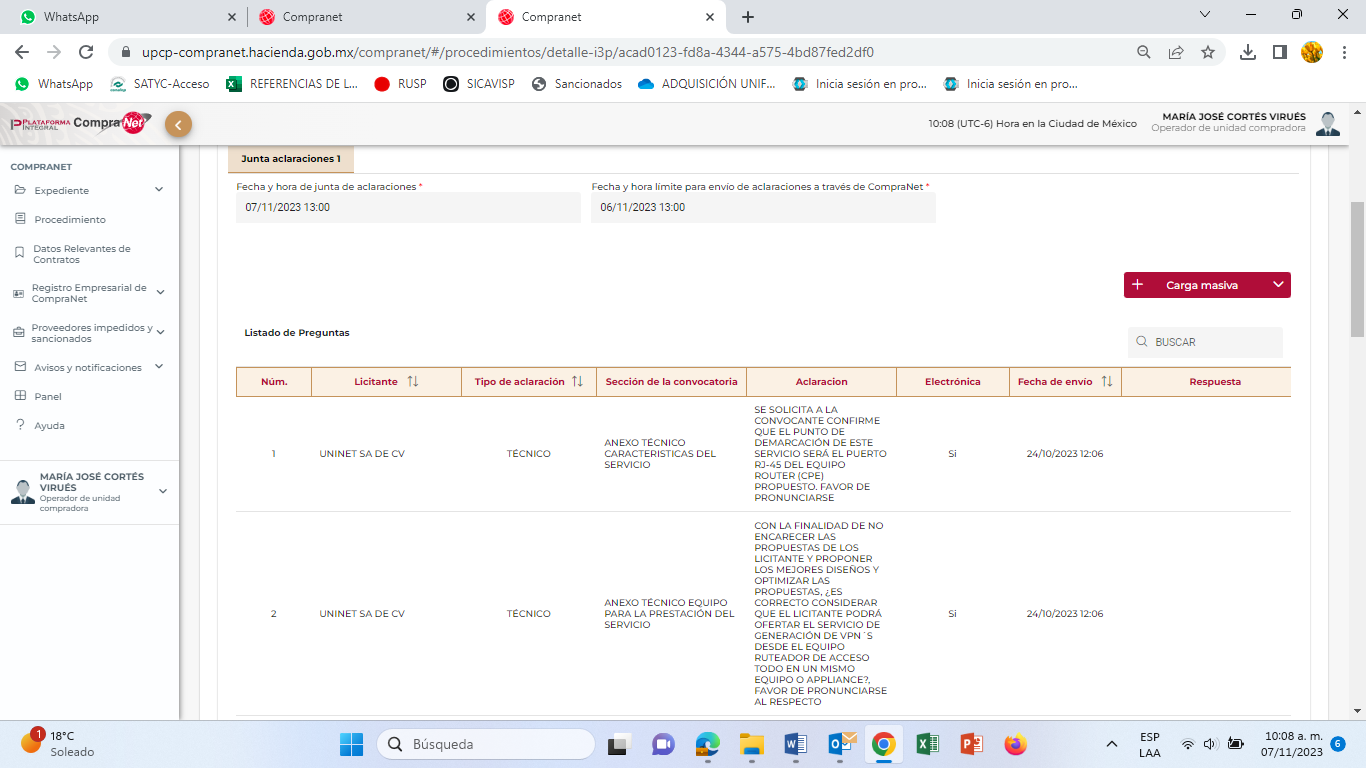 WhatsApp
Compranet
Compranet
upcp-compranet.hacienda.gob.mx/compranet/#/procedimientos/detalle-i3p/acad0123-fd8a-4344-a575-4bd87fed2df0
WhatsApp
SATYC-Acceso
REFERENCIAS DE L...
RUSP
SICAVISP
Sancionados
ADQUISICIÓN UNIF...
Inicia sesión en pro...
Inicia sesión en pro...
PLATAFORMA
INTEGRAL
CompraNet
10:08 (UTC-6) Hora en la Ciudad de México
MARÍA JOSÉ CORTÉS VIRUÉS
Operador de unidad compradora
COMPRANET
Expediente
Procedimiento
Datos Relevantes de
Contratos
Registro Empresarial de
CompraNet
Proveedores impedidos y
sancionados
Avisos y notificaciones
Panel
Ayuda
MARÍA JOSÉ CORTÉS
VIRUÉS
Operador de unidad
compradora
Junta aclaraciones 1
Fecha y hora de junta de aclaraciones *
07/11/2023 13:00
Fecha y hora límite para envío de aclaraciones a través de CompraNet *
06/11/2023 13:00
+ Carga masiva
Listado de Preguntas
BUSCAR
Núm.
Licitante
Tipo de aclaración
Sección de la convocatoria
Aclaracion
Electrónica
Fecha de envío
Respuesta
1
UNINET SA DE CV
TÉCNICO
ANEXO TÉCNICO
CARACTERISTICAS DEL
SERVICIO
SE SOLICITA A LA
CONVOCANTE CONFIRME
QUE EL PUNTO DE
DEMARCACIÓN DE ESTE
SERVICIO SERÁ EL PUERTO
RJ-45 DEL EQUIPO
ROUTER (CPE)
PROPUESTO. FAVOR DE
PRONUNCIARSE
Si
24/10/2023 12:06
2
UNINET SA DE CV
TÉCNICO
ANEXO TÉCNICO EQUIPO
PARA LA PRESTACIÓN DEL
SERVICIO
CON LA FINALIDAD DE NO
ENCARECER LAS
PROPUESTAS DE LOS
LICITANTE Y PROPONER
LOS MEJORES DISEÑOS Y
OPTIMIZAR LAS
PROPUESTAS, ¿ES
CORRECTO CONSIDERAR
QUE EL LICITANTE PODRÁ
OFERTAR EL SERVICIO DE
GENERACIÓN DE VPN´S
DESDE EL EQUIPO
RUTEADOR DE ACCESO
TODO EN UN MISMO
EQUIPO O APPLIANCE?,
FAVOR DE PRONUNCIARSE
AL RESPECTO
Si
24/10/2023 12:06
1
18°C
Soleado
Búsqueda
ESP
LAA
10:08 a. m.
07/11/2023
6